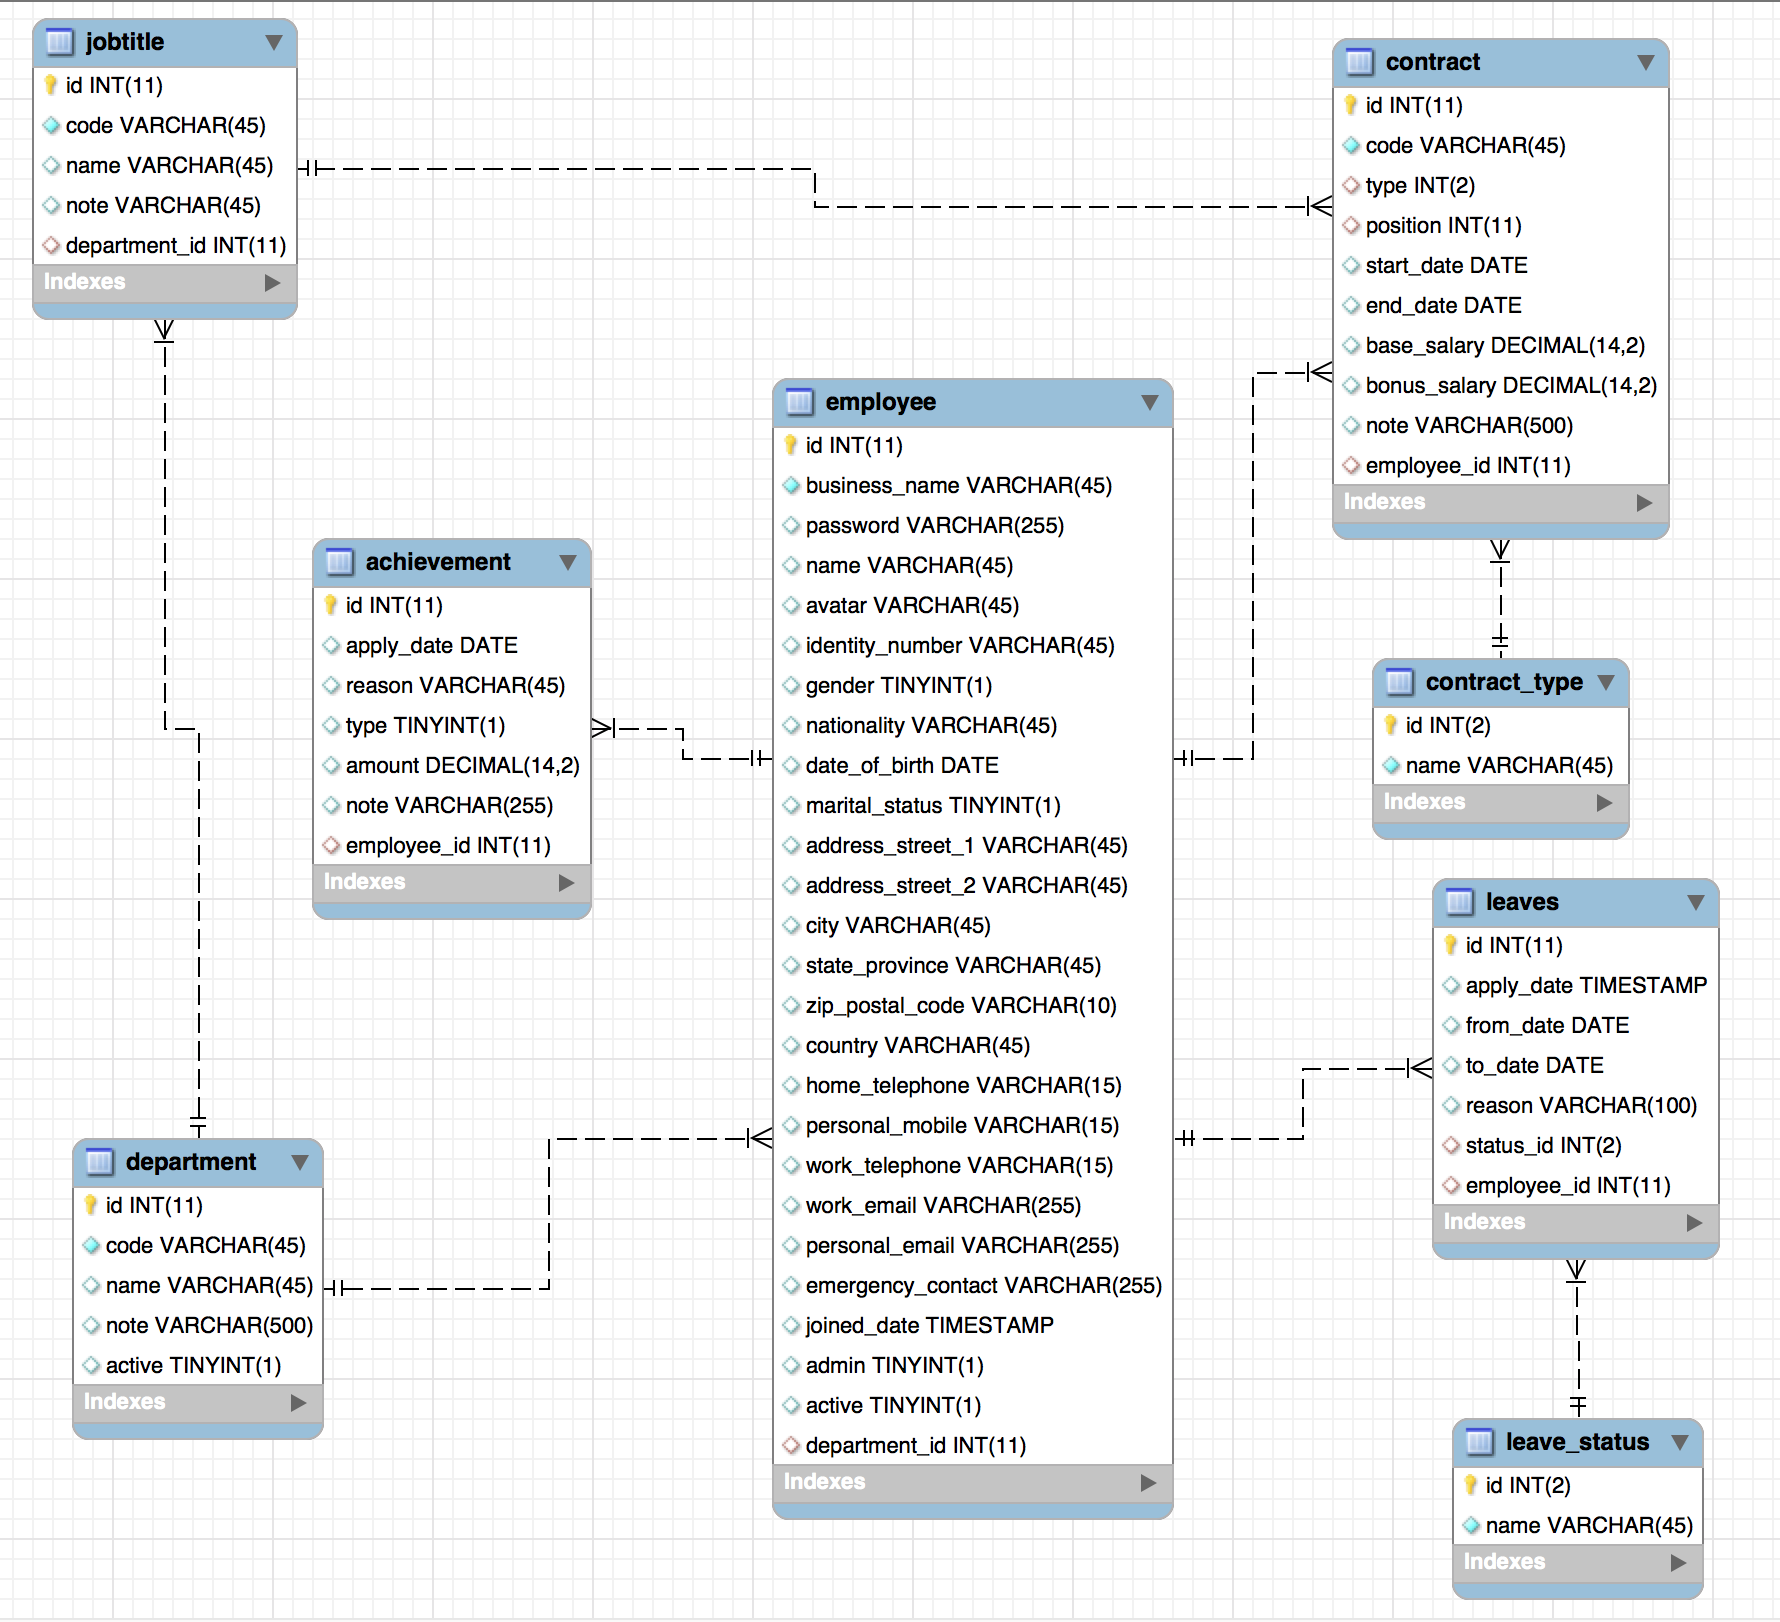 jobtitle
id INT(11)
code VARCHAR(45)
name VARCHAR(45)
note VARCHAR(45)
department_id INT(11)
Indexes
contract
id INT(11)
code VARCHAR(45)
type INT(2)
position INT(11)
start_date DATE
end_date DATE
base_salary DECIMAL(14,2)
bonus_salary DECIMAL(14,2)
note VARCHAR(500)
employee_id INT(11)
Indexes
employee
id INT(11)
business_name VARCHAR(45)
password VARCHAR(255)
name VARCHAR(45)
avatar VARCHAR(45)
identity_number VARCHAR(45)
gender TINYINT(1)
nationality VARCHAR(45)
date_of_birth DATE
marital_status TINYINT(1)
address_street_1 VARCHAR(45)
address_street_2 VARCHAR(45)
city VARCHAR(45)
state_province VARCHAR(45)
zip_postal_code VARCHAR(10)
country VARCHAR(45)
home_telephone VARCHAR(15)
personal_mobile VARCHAR(15)
work_telephone VARCHAR(15)
work_email VARCHAR(255)
personal_email VARCHAR(255)
emergency_contact VARCHAR(255)
joined_date TIMESTAMP
admin TINYINT(1)
active TINYINT(1)
department_id INT(11)
Indexes
achievement
id INT(11)
apply_date DATE
reason VARCHAR(45)
type TINYINT(1)
amount DECIMAL(14,2)
note VARCHAR(255)
employee_id INT(11)
Indexes
contract_type
id INT(2)
name VARCHAR(45)
Indexes
leaves
id INT(11)
apply_date TIMESTAMP
from_date DATE
to_date DATE
reason VARCHAR(100)
status_id INT(2)
employee_id INT(11)
Indexes
department
id INT(11)
code VARCHAR(45)
name VARCHAR(45)
note VARCHAR(500)
active TINYINT(1)
Indexes
leave_status
id INT(2)
name VARCHAR(45)
Indexes